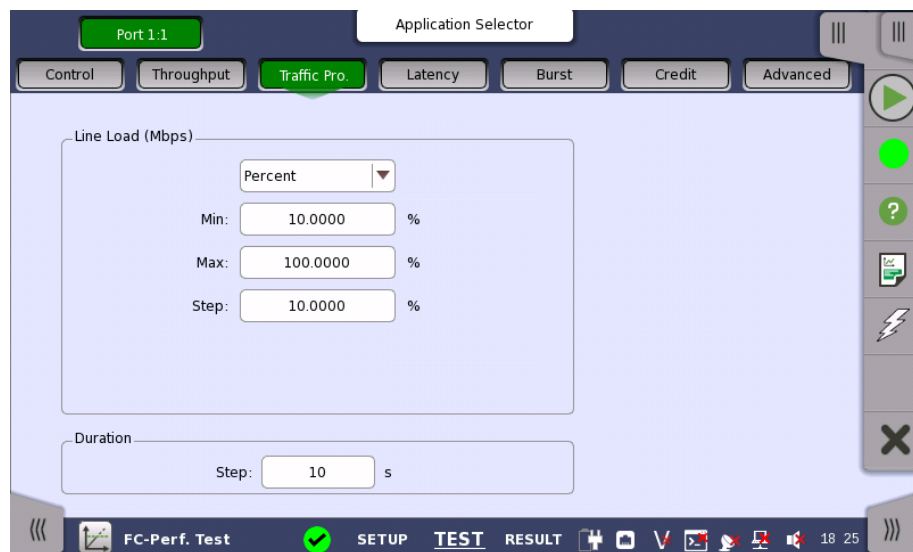 Port 1:1
Application Selector
Control Throughput Traffic Pro. Latency Burst Credit Advanced
Line Load (Mbps)
Percent
Min: 10.0000 %
Max: 100.0000 %
Step: 10.0000 %
Duration
Step: 10 s
FC-Perf. Test SETUP TEST RESULT 18 25